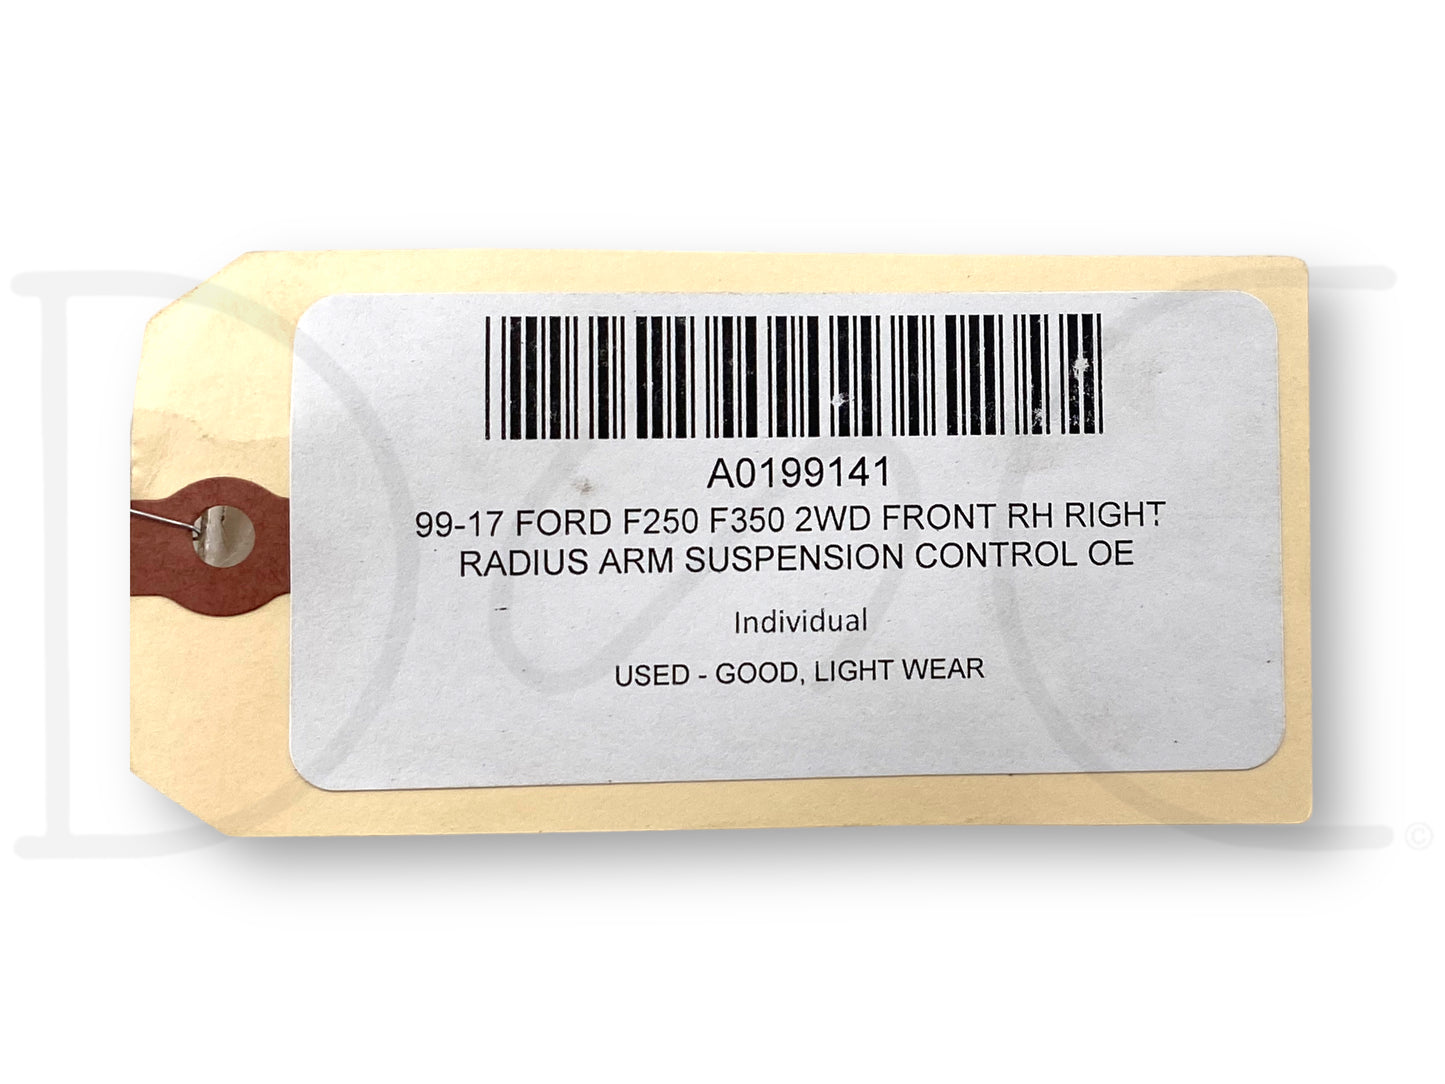 A0199141
99-17 FORD F250 F350 2WD FRONT RH RIGHT
RADIUS ARM SUSPENSION CONTROL OE
Individual
USED - GOOD, LIGHT WEAR
D&I
©